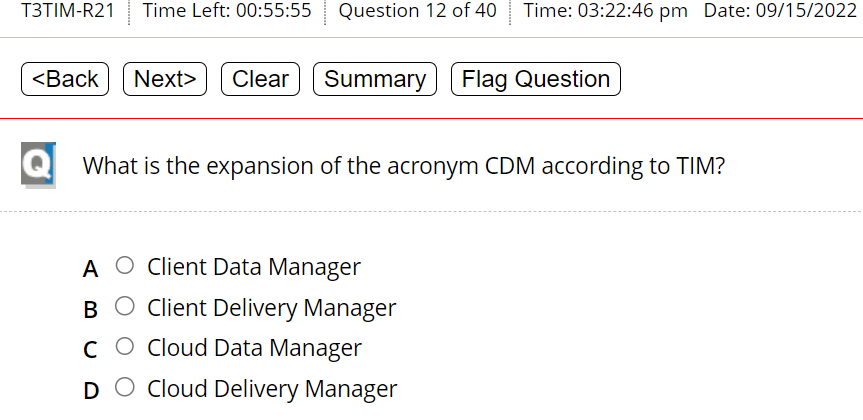 T3TIM-R21 Time Left: 00:55:55 Question 12 of 40 Time: 03:22:46 pm Date: 09/15/2022
<Back Next> Clear Summary Flag Question
Q What is the expansion of the acronym CDM according to TIM?
A Client Data Manager
B Client Delivery Manager
C Cloud Data Manager
D Cloud Delivery Manager